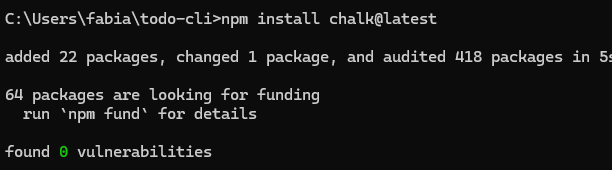 C:\Users\fabia\todo-cli>npm install chalk@latest
added 22 packages, changed 1 package, and audited 418 packages in 5s
64 packages are looking for funding
  run `npm fund` for details
found 0 vulnerabilities